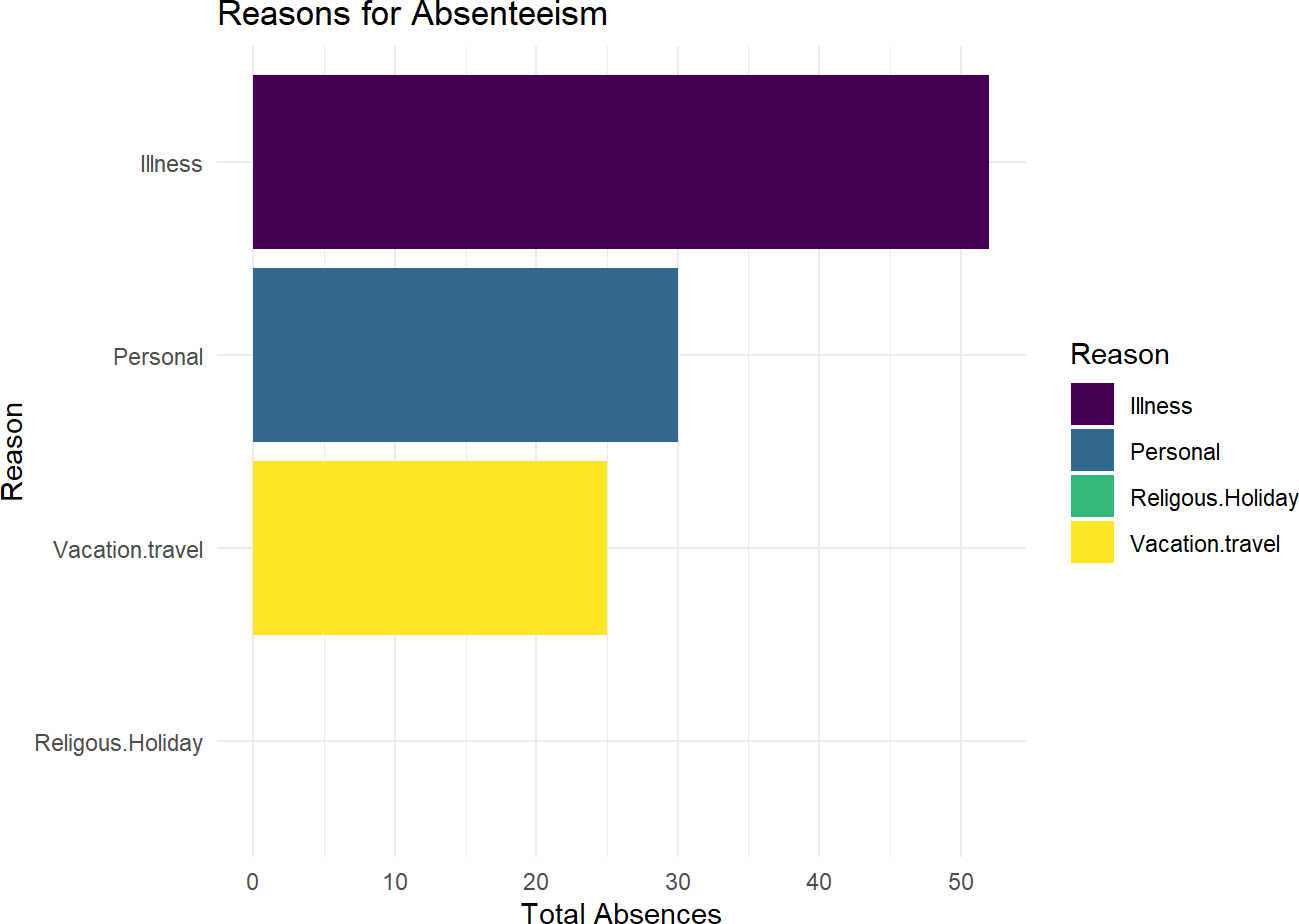 Reasons for Absenteeism
Illness
Personal
Vacation.travel
Religous.Holiday
Reason
0 10 20 30 40 50
Total Absences
Reason
Illness
Personal
Religous.Holiday
Vacation.travel